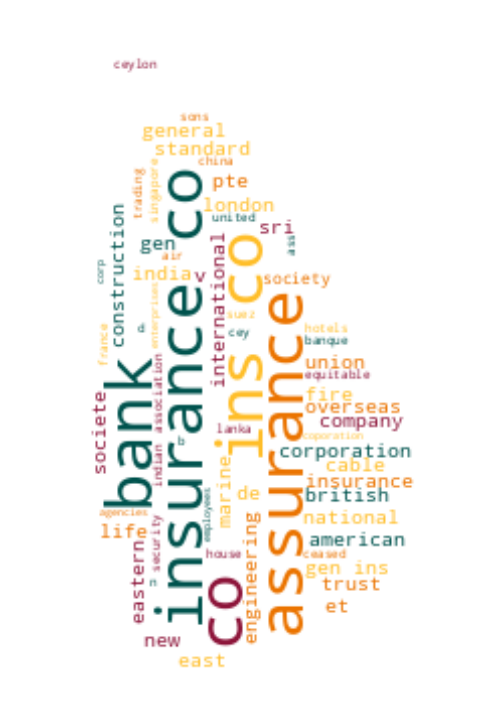 ceylon
sons
general
standard
china
trading
singapore
pte
co
london
united
sri
construction
gen
ass
air
corp
india
v
international
ins co
society
suez
enterprises
d
cey
hotels
banque
france
insurance
assurance
union
equitable
bank
association
fire
overseas
company
societe
lanka
coporation
b
corporation
indian
cable
marine
insurance
de
british
employees
agencies
national
life
security
engineering
american
eastern
house
ceased
gen ins
n
co
trust
et
new
east